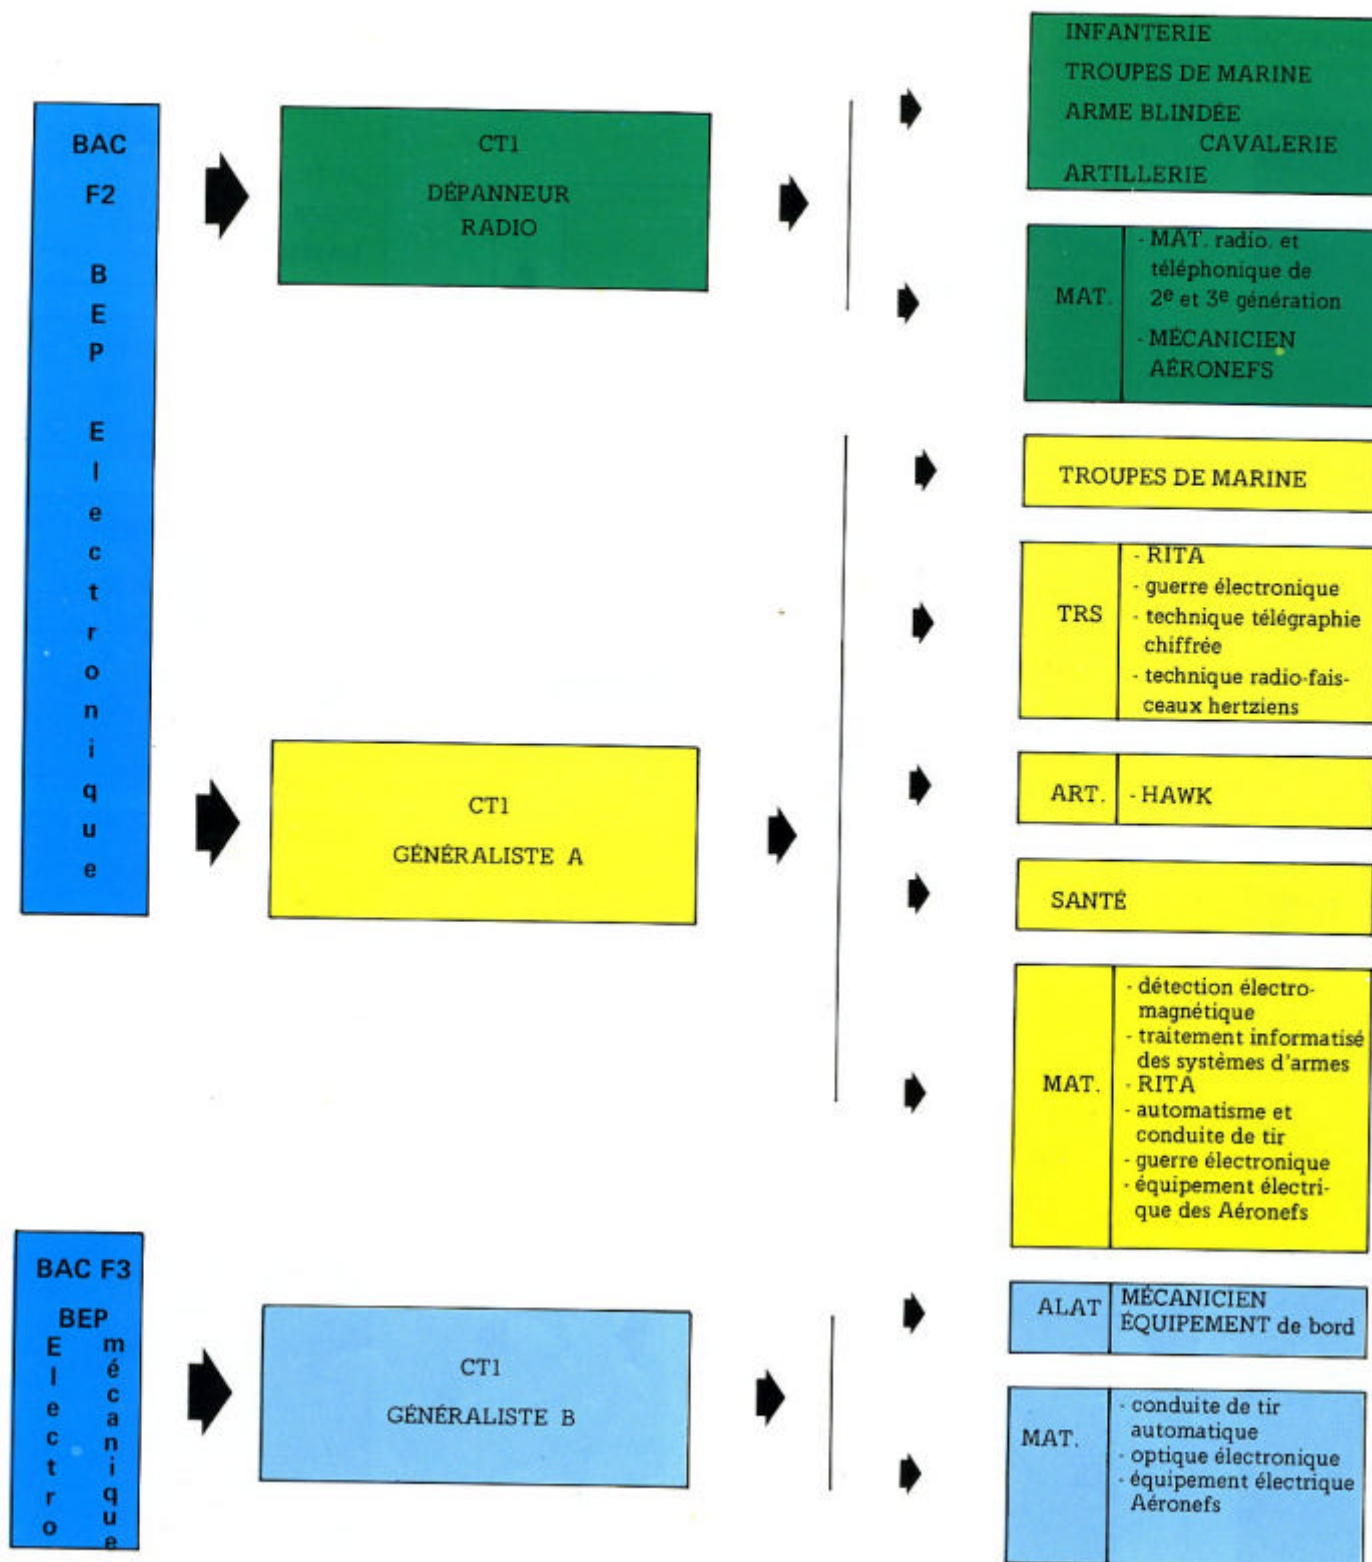 BAC
F2
BEP
Electronique
CT1
DÉPANNEUR
RADIO
INFANTERIE
TROUPES DE MARINE
ARME BLINDÉE
CAVALERIE
ARTILLERIE
MAT.
- MAT. radio. et
téléphonique de
2e et 3e génération
- MÉCANICIEN
AÉRONEFS
CT1
GÉNÉRALISTE A
TROUPES DE MARINE
TRS
- RITA
- guerre électronique
- technique télégraphie
chiffrée
- technique radio-fais-
ceaux hertziens
ART.
- HAWK
SANTÉ
MAT.
- détection électro-
magnétique
- traitement informatisé
des systèmes d'armes
- RITA
- automatisme et
conduite de tir
- guerre électronique
- équipement électri-
que des Aéronefs
BAC F3
BEP
Electro
mécanique
CT1
GÉNÉRALISTE B
ALAT
MÉCANICIEN
ÉQUIPEMENT de bord
MAT.
- conduite de tir
automatique
- optique électronique
- équipement électrique
Aéronefs